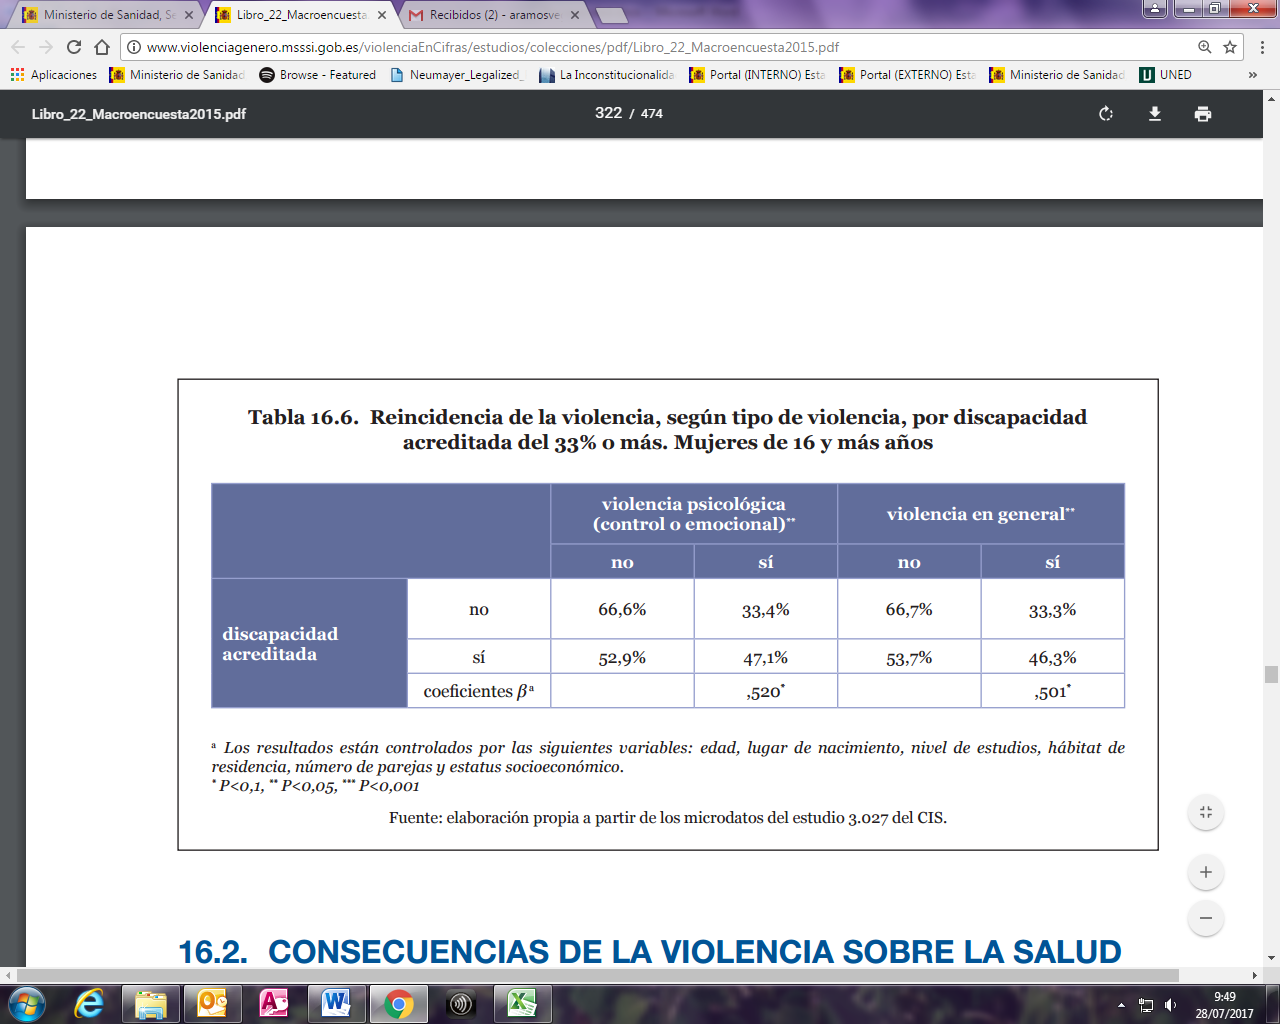 Ministerio de Sanidad, Se
Libro_22_Macroencuesta
Recibidos (2) - aramosve
www.violenciagenero.msssi.gob.es/violenciaEnCifras/estudios/colecciones/pdf/Libro_22_Macroencuesta2015.pdf
Aplicaciones Ministerio de Sanidad Browse - Featured Neumayer_Legalized_ La Inconstitucionalida Portal (INTERNO) Esta Portal (EXTERNO) Esta Ministerio de Sanidad UNED »
Libro_22_Macroencuesta2015.pdf 322 / 474
Tabla 16.6. Reincidencia de la violencia, según tipo de violencia, por discapacidad
acreditada del 33% o más. Mujeres de 16 y más años
violencia psicológica
(control o emocional)**
violencia en general**
no sí no sí
discapacidad
acreditada
no 66,6% 33,4% 66,7% 33,3%
sí 52,9% 47,1% 53,7% 46,3%
coeficientes β a ,520* ,501*
a Los resultados están controlados por las siguientes variables: edad, lugar de nacimiento, nivel de estudios, hábitat de
residencia, número de parejas y estatus socioeconómico.
* P<0,1, ** P<0,05, *** P<0,001
Fuente: elaboración propia a partir de los microdatos del estudio 3.027 del CIS.
16.2. CONSECUENCIAS DE LA VIOLENCIA SOBRE LA SALUD
9:49
28/07/2017